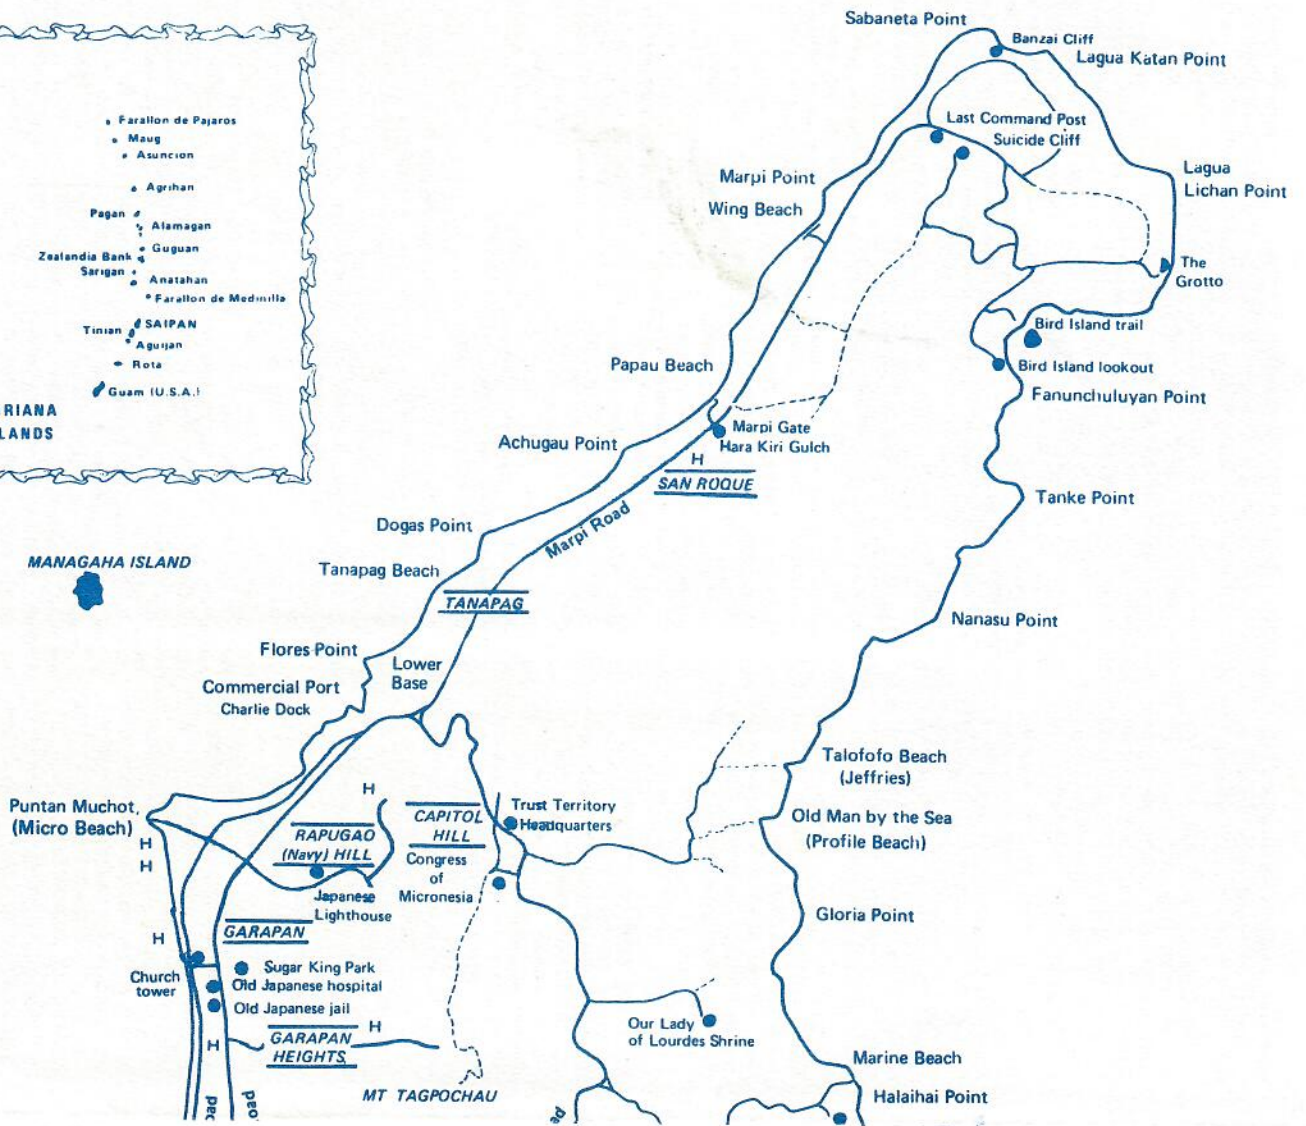 Sabaneta Point
Banzai Cliff
Lagua Katan Point
Farallon de Pajaros
Maug
Asuncion
Agrihan
Pagan
Alamagan
Guguan
Zealandia Bank
Sarigan
Anatahan
Farallon de Medinilla
SAIPAN
Tinian
Aguijan
Rota
Guam (U.S.A.)
RIANA
LANDS
Last Command Post
Suicide Cliff
Marpi Point
Wing Beach
Lagua
Lichan Point
The
Grotto
Bird Island trail
Bird Island lookout
Fanunchuluyan Point
Papau Beach
Marpi Gate
Hara Kiri Gulch
Achugau Point
H
SAN ROQUE
Marpi Road
Tanke Point
Dogas Point
Tanapag Beach
TANAPAG
MANAGAHA ISLAND
Nanasu Point
Flores Point
Lower
Base
Commercial Port
Charlie Dock
Talofofo Beach
(Jeffries)
Old Man by the Sea
(Profile Beach)
Puntan Muchot,
(Micro Beach)
H
H
H
RAPUGAO
(Navy) HILL
Japanese
Lighthouse
CAPITOL
HILL
Congress
of
Micronesia
Trust Territory
Headquarters
Gloria Point
GARAPAN
H
Church
tower
Sugar King Park
Old Japanese hospital
Old Japanese jail
H
H
GARAPAN
HEIGHTS
MT TAGPOCHAU
Our Lady
of Lourdes Shrine
Marine Beach
Halaihai Point
oad